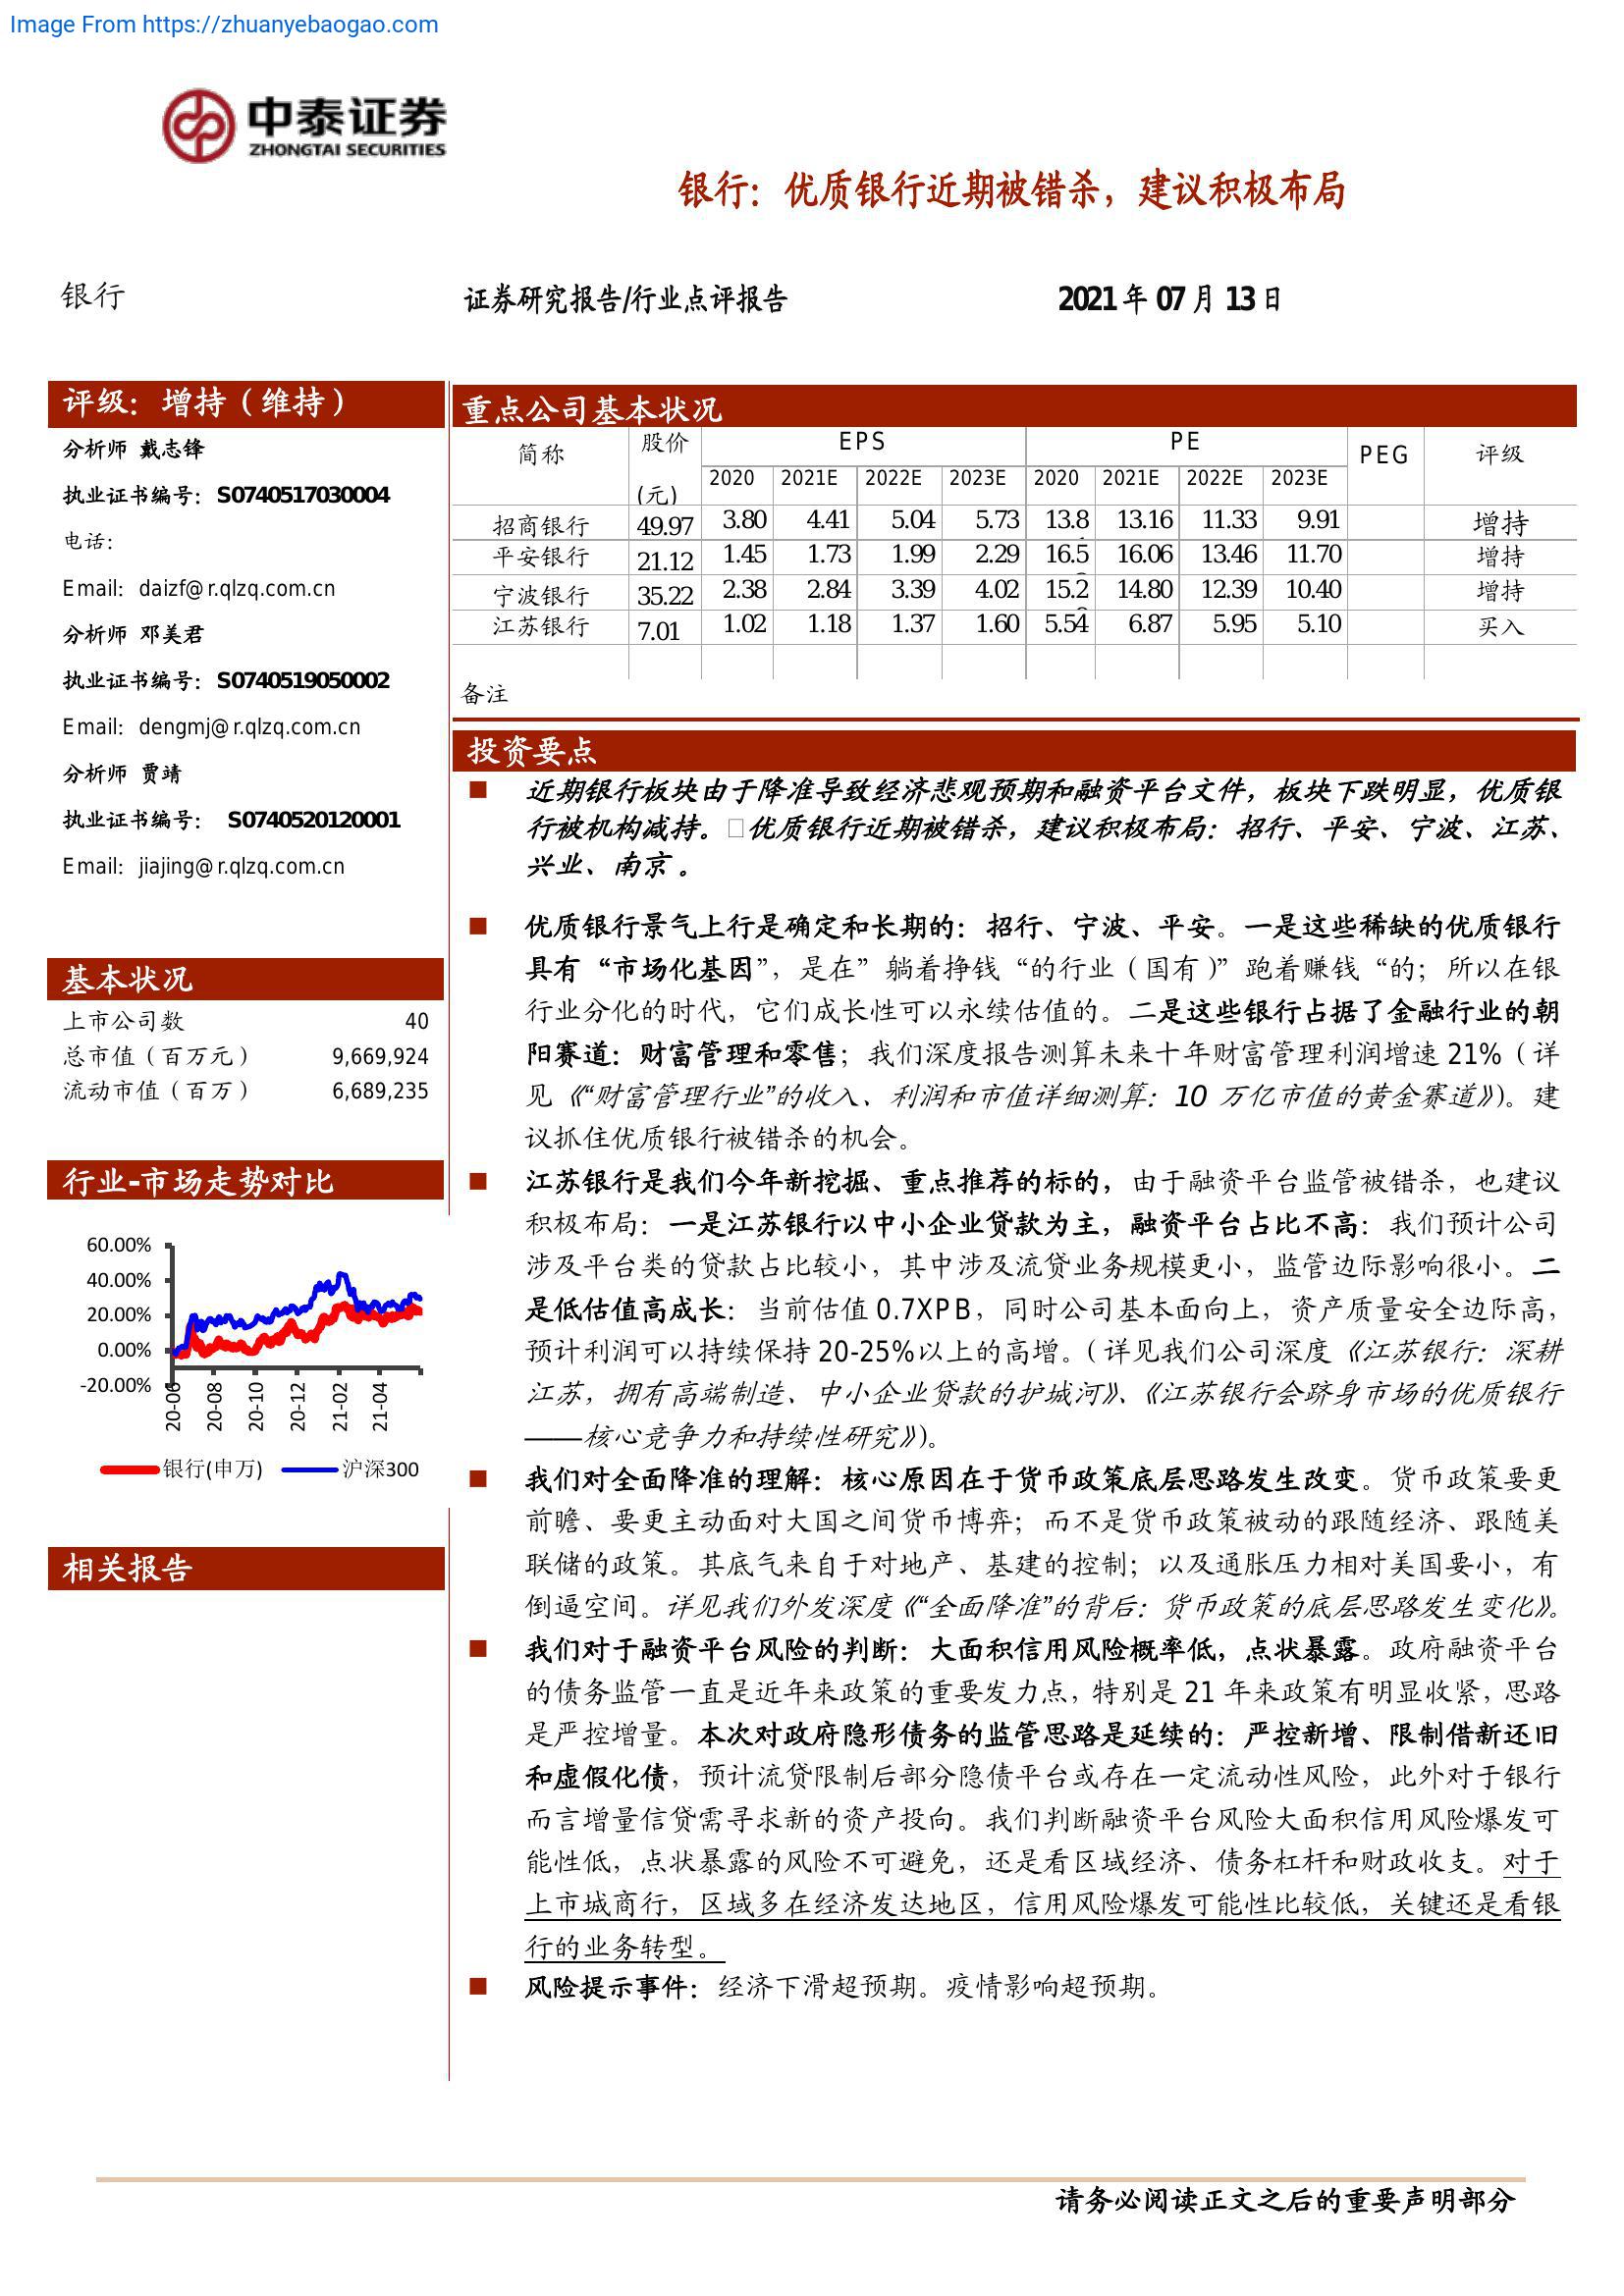 Image From https://zhuanyebaogao.com
中泰证券
ZHONGTAI SECURITIES
银行：优质银行近期被错杀，建议积极布局
银行
证券研究报告/行业点评报告
2021 年 07 月 13 日
评级：增持（维持）
分析师 戴志锋
执业证书编号：S0740517030004
电话：
Email：daizf@r.qlzq.com.cn
分析师 邓美君
执业证书编号：S0740519050002
Email：dengmj@r.qlzq.com.cn
分析师 贾靖
执业证书编号： S0740520120001
Email：jiajing@r.qlzq.com.cn
基本状况
上市公司数 40
总市值（百万元） 9,669,924
流动市值（百万） 6,689,235
行业-市场走势对比
60.00%
40.00%
20.00%
0.00%
-20.00%
20-06 20-08 20-10 20-12 21-02 21-04
银行(申万) 沪深300
相关报告
重点公司基本状况
简称 股价 (元) EPS PE PEG 评级
2020 2021E 2022E 2023E 2020 2021E 2022E 2023E
招商银行 49.97 3.80 4.41 5.04 5.73 13.8 13.16 11.33 9.91 增持
平安银行 21.12 1.45 1.73 1.99 2.29 16.5 16.06 13.46 11.70 增持
宁波银行 35.22 2.38 2.84 3.39 4.02 15.2 14.80 12.39 10.40 增持
江苏银行 7.01 1.02 1.18 1.37 1.60 5.54 6.87 5.95 5.10 买入
备注
投资要点
近期银行板块由于降准导致经济悲观预期和融资平台文件，板块下跌明显，优质银
行被机构减持。□优质银行近期被错杀，建议积极布局：招行、平安、宁波、江苏、
兴业、南京 。
优质银行景气上行是确定和长期的：招行、宁波、平安。一是这些稀缺的优质银行
具有“市场化基因”，是在”躺着挣钱“的行业（国有）”跑着赚钱“的；所以在银
行业分化的时代，它们成长性可以永续估值的。二是这些银行占据了金融行业的朝
阳赛道：财富管理和零售；我们深度报告测算未来十年财富管理利润增速 21%（详
见《“财富管理行业”的收入、利润和市值详细测算：10 万亿市值的黄金赛道》）。建
议抓住优质银行被错杀的机会。
江苏银行是我们今年新挖掘、重点推荐的标的，由于融资平台监管被错杀，也建议
积极布局：一是江苏银行以中小企业贷款为主，融资平台占比不高：我们预计公司
涉及平台类的贷款占比较小，其中涉及流贷业务规模更小，监管边际影响很小。二
是低估值高成长：当前估值 0.7XPB，同时公司基本面向上，资产质量安全边际高，
预计利润可以持续保持 20-25%以上的高增。（详见我们公司深度《江苏银行：深耕
江苏，拥有高端制造、中小企业贷款的护城河》、《江苏银行会跻身市场的优质银行
——核心竞争力和持续性研究》）。
我们对全面降准的理解：核心原因在于货币政策底层思路发生改变。货币政策要更
前瞻、要更主动面对大国之间货币博弈；而不是货币政策被动的跟随经济、跟随美
联储的政策。其底气来自于对地产、基建的控制；以及通胀压力相对美国要小，有
倒逼空间。详见我们外发深度《“全面降准”的背后：货币政策的底层思路发生变化》。
我们对于融资平台风险的判断：大面积信用风险概率低，点状暴露。政府融资平台
的债务监管一直是近年来政策的重要发力点，特别是 21 年来政策有明显收紧，思路
是严控增量。本次对政府隐形债务的监管思路是延续的：严控新增、限制借新还旧
和虚假化债，预计流贷限制后部分隐债平台或存在一定流动性风险，此外对于银行
而言增量信贷需寻求新的资产投向。我们判断融资平台风险大面积信用风险爆发可
能性低，点状暴露的风险不可避免，还是看区域经济、债务杠杆和财政收支。对于
上市城商行，区域多在经济发达地区，信用风险爆发可能性比较低，关键还是看银
行的业务转型。
风险提示事件：经济下滑超预期。疫情影响超预期。
请务必阅读正文之后的重要声明部分